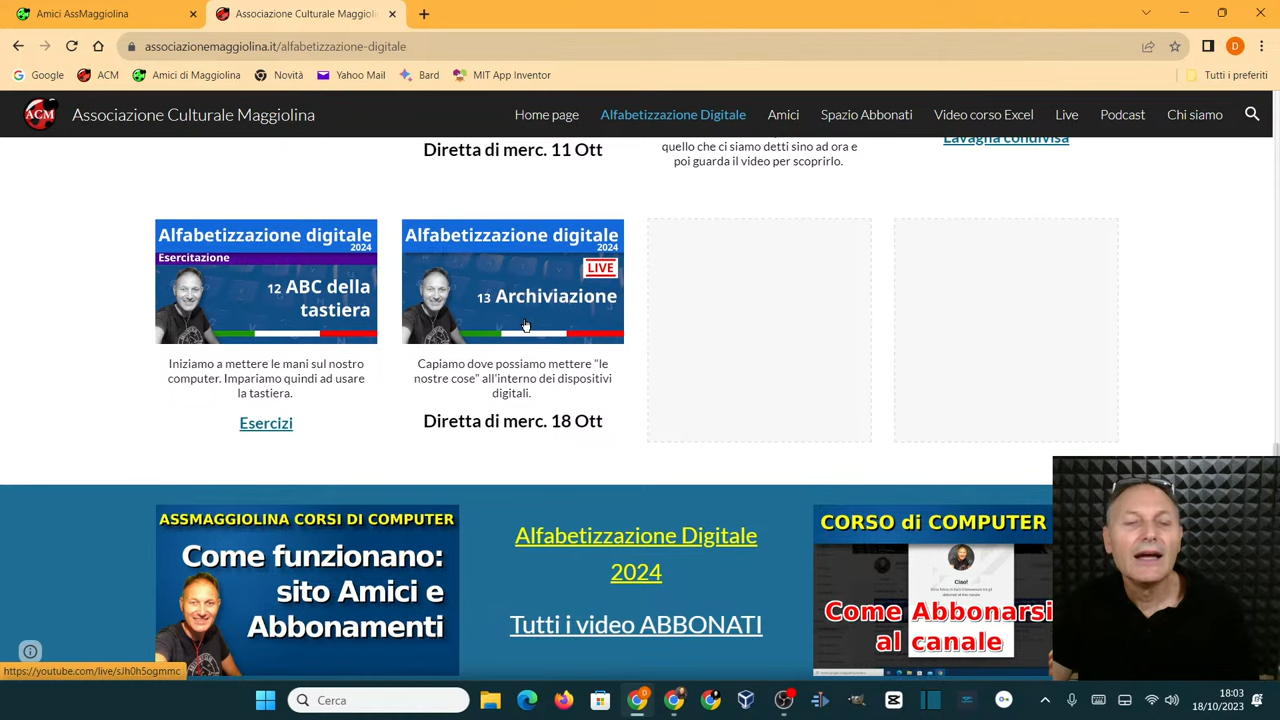 Amici AssMaggiolina
Associazione Culturale Maggiolin
associazionemaggiolina.it/alfabetizzazione-digitale
D
Google ACM Amici di Maggiolina Novità Yahoo Mail Bard MIT App Inventor Tutti i preferiti
ACM Associazione Culturale Maggiolina
Home page Alfabetizzazione Digitale Amici Spazio Abbonati Video corso Excel Live Podcast Chi siamo
Diretta di merc. 11 Ott
quello che ci siamo detti sino ad ora e
poi guarda il video per scoprirlo.
Lavagna condivisa
Alfabetizzazione digitale
2024
Esercitazione
12 ABC della
tastiera
Iniziamo a mettere le mani sul nostro
computer. Impariamo quindi ad usare
la tastiera.
Esercizi
Alfabetizzazione digitale
2024
LIVE
13 Archiviazione
Capiamo dove possiamo mettere "le
nostre cose" all'interno dei dispositivi
digitali.
Diretta di merc. 18 Ott
ASSMAGGIOLINA CORSI DI COMPUTER
Come funzionano:
sito Amici e
Abbonamenti
Alfabetizzazione Digitale
2024
Tutti i video ABBONATI
CORSO di COMPUTER
Ciao!
Come Abbonarsi
al canale
https://youtube.com/live/sJh0h5ogmmc
Cerca
18:03
18/10/2023